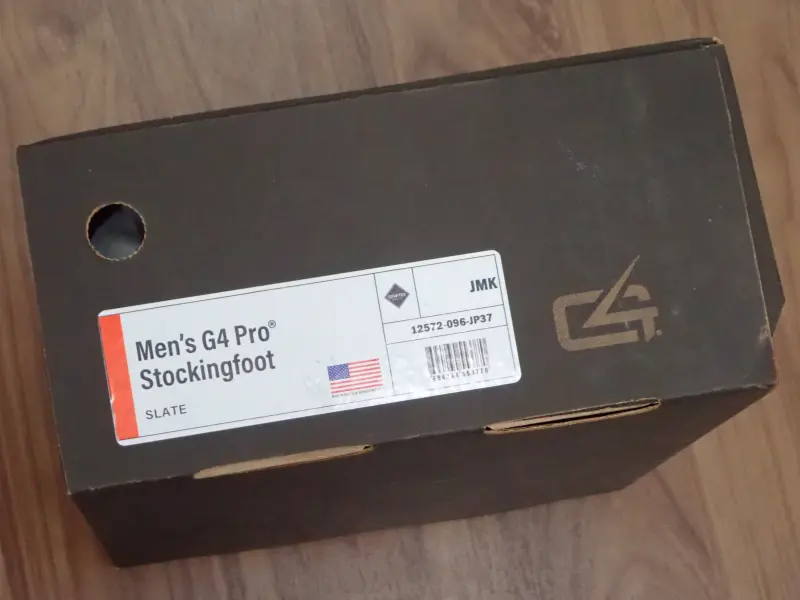 Men's G4 Pro®
Stockingfoot
SLATE
JMK
12572-096-JP37
G4